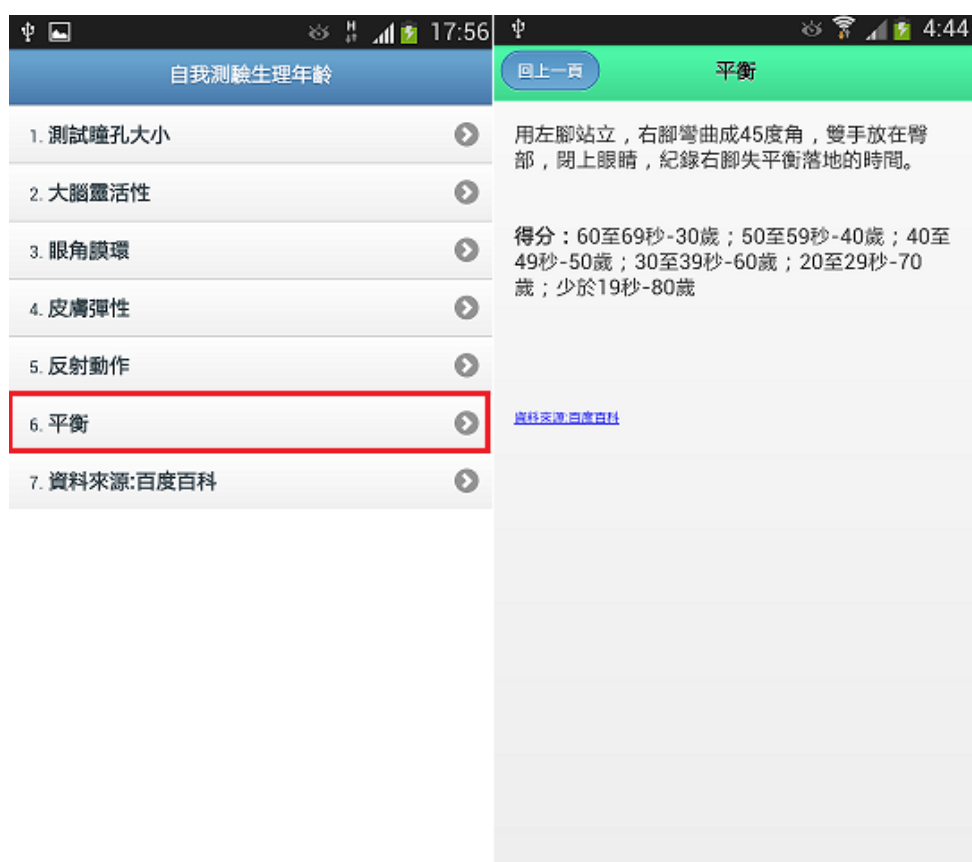 17:56
自我測驗生理年齡
1. 測試瞳孔大小
2. 大腦靈活性
3. 眼角膜環
4. 皮膚彈性
5. 反射動作
6. 平衡
7. 資料來源:百度百科
4:44
回上一頁
平衡
用左腳站立，右腳彎曲成45度角，雙手放在臀
部，閉上眼睛，紀錄右腳失平衡落地的時間。
得分：60至69秒-30歲；50至59秒-40歲；40至
49秒-50歲；30至39秒-60歲；20至29秒-70
歲；少於19秒-80歲
資料來源:百度百科